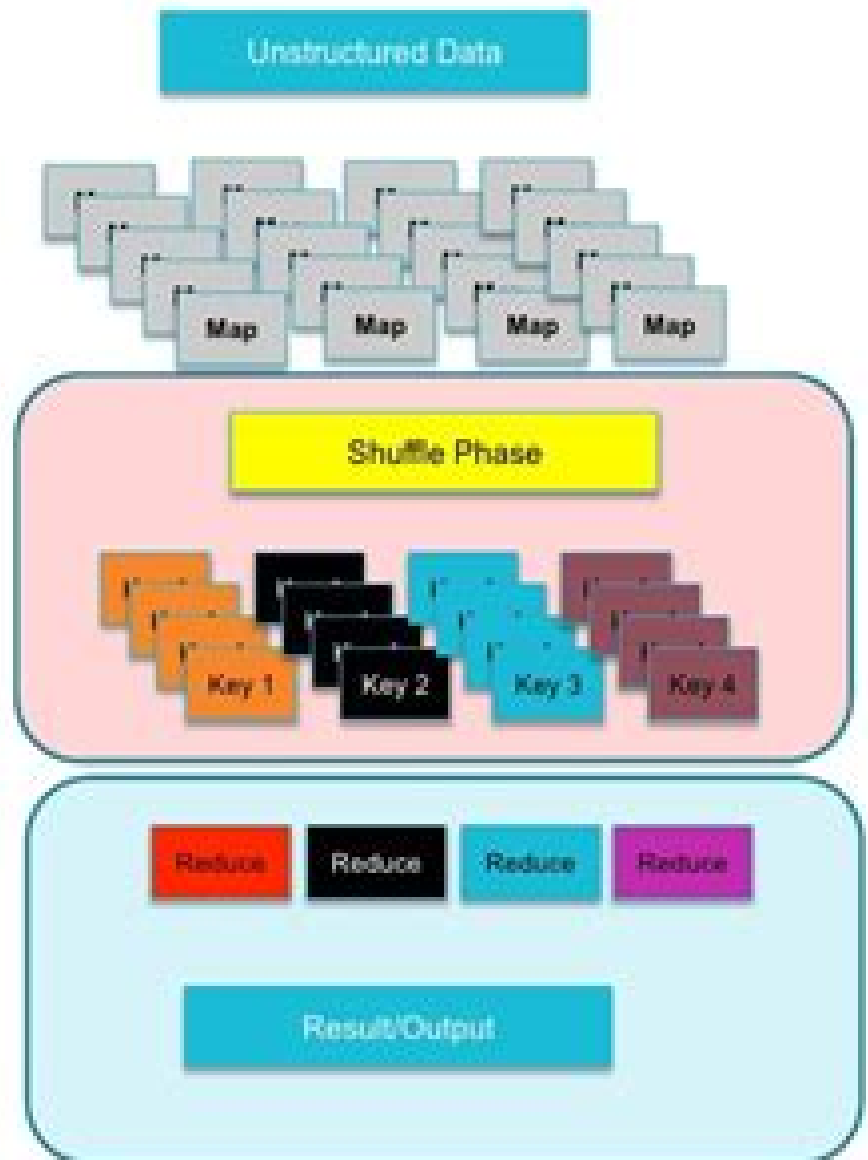 Unstructured Data
Map Map Map Map
Shuffle Phase
Key 1 Key 2 Key 3 Key 4
Reduce Reduce Reduce Reduce
Result/Output